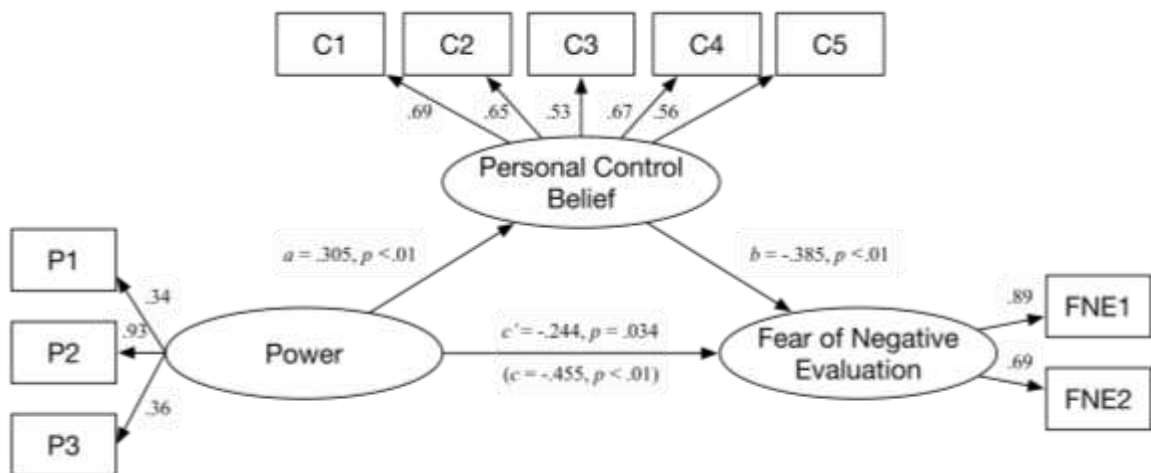 C1
C2
C3
C4
C5
.69
.65
.53
.67
.56
Personal Control
Belief
P1
a = .305, p <.01
b = -.385, p <.01
.34
P2
.93
Power
c' = -.244, p = .034
(c = -.455, p < .01)
Fear of Negative
Evaluation
.89
FNE1
.69
FNE2
.36
P3